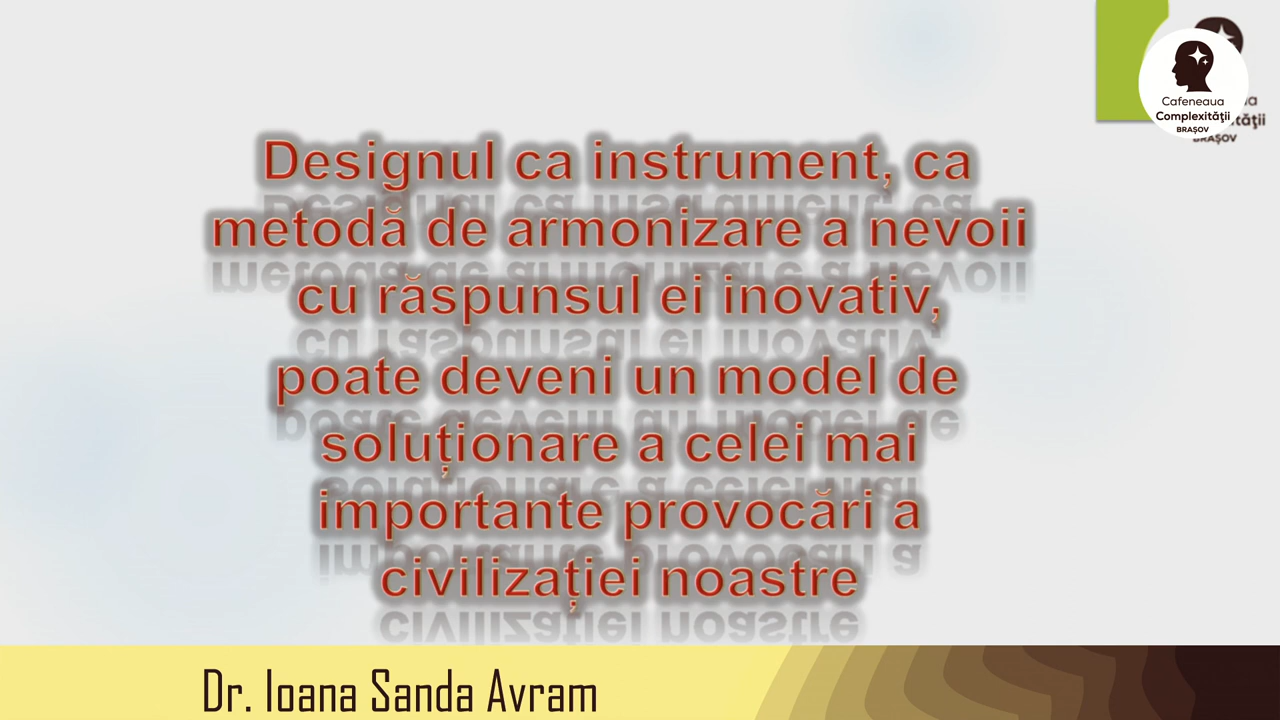 Cafeneaua
Complexităţii
BRAȘOV
Designul ca instrument, ca
metodă de armonizare a nevoii
cu răspunsul ei inovativ,
poate deveni un model de
soluționare a celei mai
importante provocări a
civilizației noastre
Dr. Ioana Sanda Avram